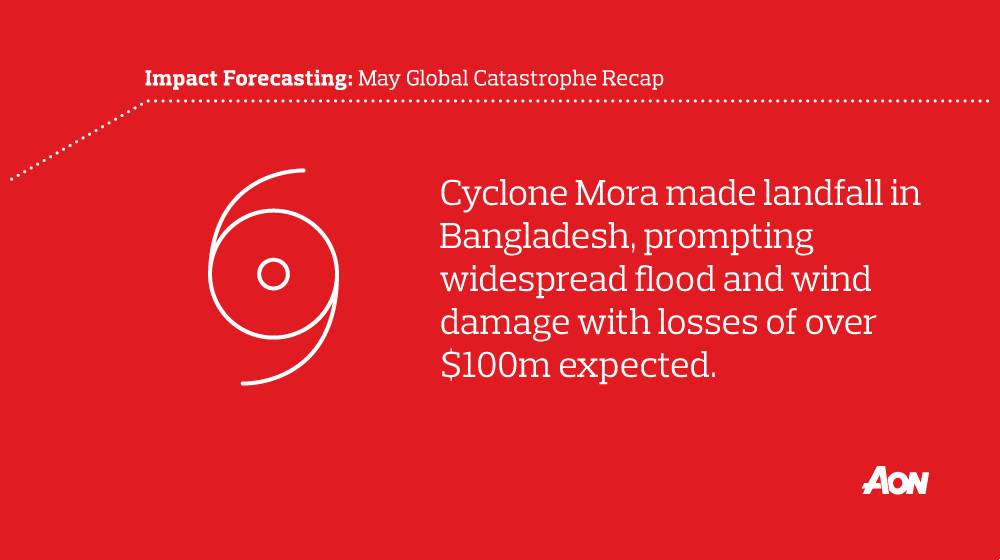 Impact Forecasting: May Global Catastrophe Recap
Cyclone Mora made landfall in
Bangladesh, prompting
widespread flood and wind
damage with losses of over
$100m expected.
AON